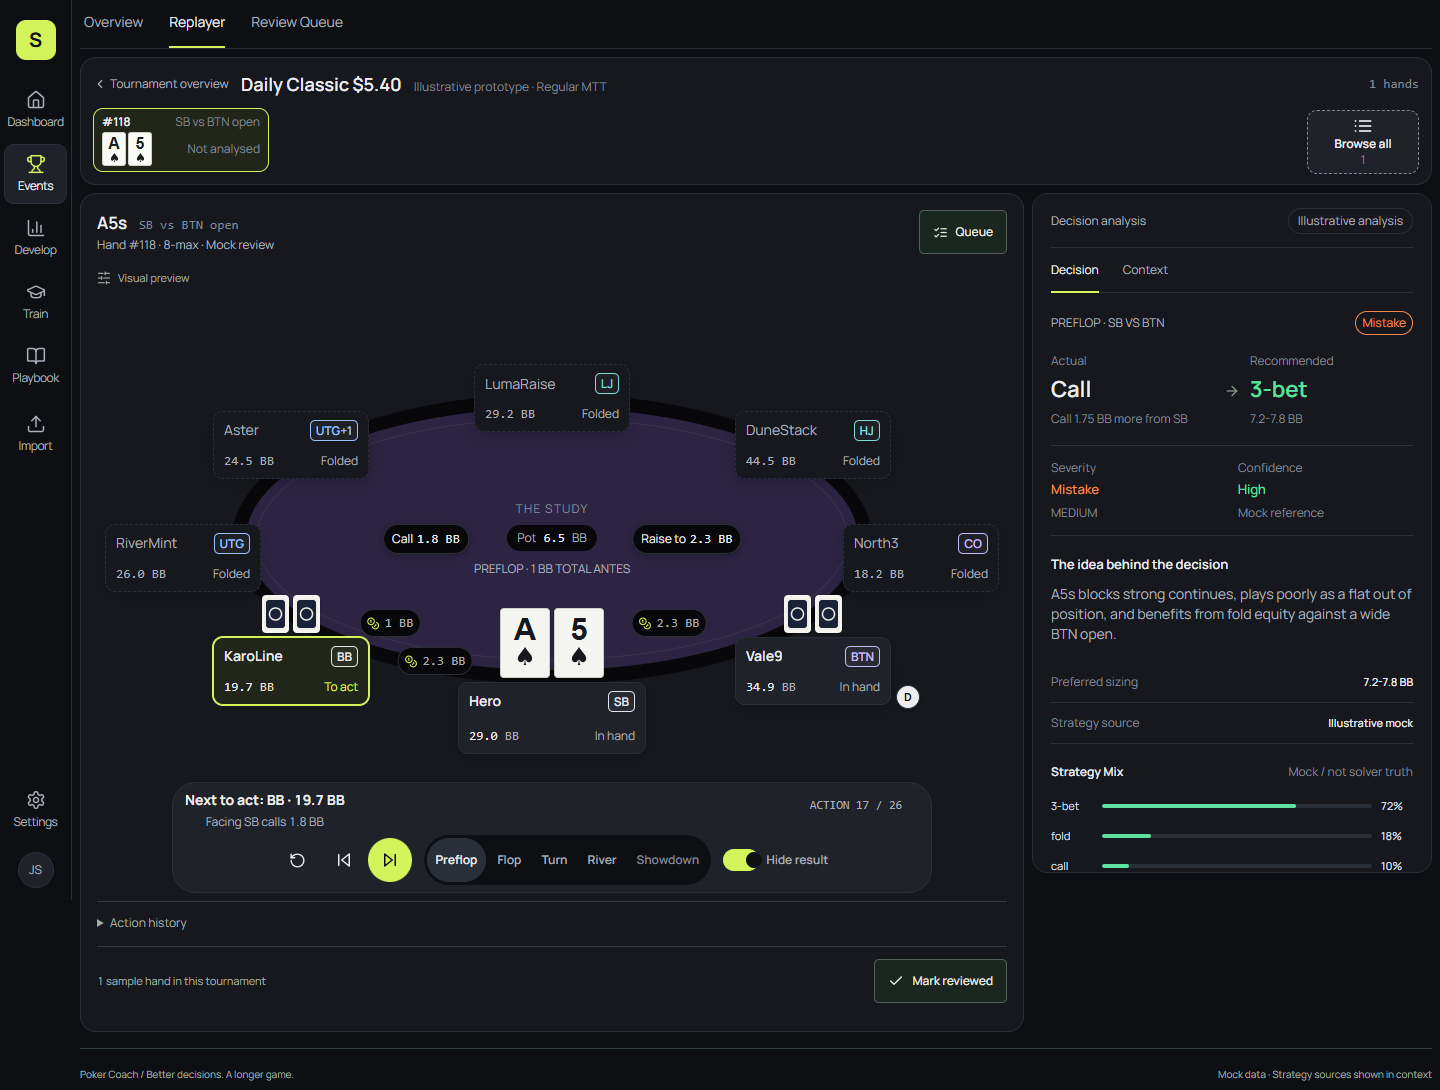 S
Overview Replayer Review Queue
Dashboard
Events
Develop
Train
Playbook
Import
Settings
JS
Tournament overview Daily Classic $5.40 Illustrative prototype · Regular MTT 1 hands
#118 SB vs BTN open
A 5 Not analysed
Browse all
1
A5s SB vs BTN open
Hand #118 · 8-max · Mock review
Queue
Visual preview
LumaRaise LJ
29.2 BB Folded
Aster UTG+1
24.5 BB Folded
DuneStack HJ
44.5 BB Folded
THE STUDY
Call 1.8 BB Pot 6.5 BB Raise to 2.3 BB
PREFLOP · 1 BB TOTAL ANTES
RiverMint UTG
26.0 BB Folded
North3 CO
18.2 BB Folded
1 BB
2.3 BB
2.3 BB
A 5
KaroLine BB
19.7 BB To act
Vale9 BTN
34.9 BB In hand
D
Hero SB
29.0 BB In hand
Next to act: BB · 19.7 BB
Facing SB calls 1.8 BB
ACTION 17 / 26
Preflop Flop Turn River Showdown Hide result
Action history
1 sample hand in this tournament
Mark reviewed
Decision analysis Illustrative analysis
Decision Context
PREFLOP · SB VS BTN Mistake
Actual Recommended
Call 3-bet
Call 1.75 BB more from SB 7.2-7.8 BB
Severity Confidence
Mistake High
MEDIUM Mock reference
The idea behind the decision
A5s blocks strong continues, plays poorly as a flat out of
position, and benefits from fold equity against a wide
BTN open.
Preferred sizing 7.2-7.8 BB
Strategy source Illustrative mock
Strategy Mix Mock / not solver truth
3-bet 72%
fold 18%
call 10%
Poker Coach / Better decisions. A longer game.
Mock data · Strategy sources shown in context